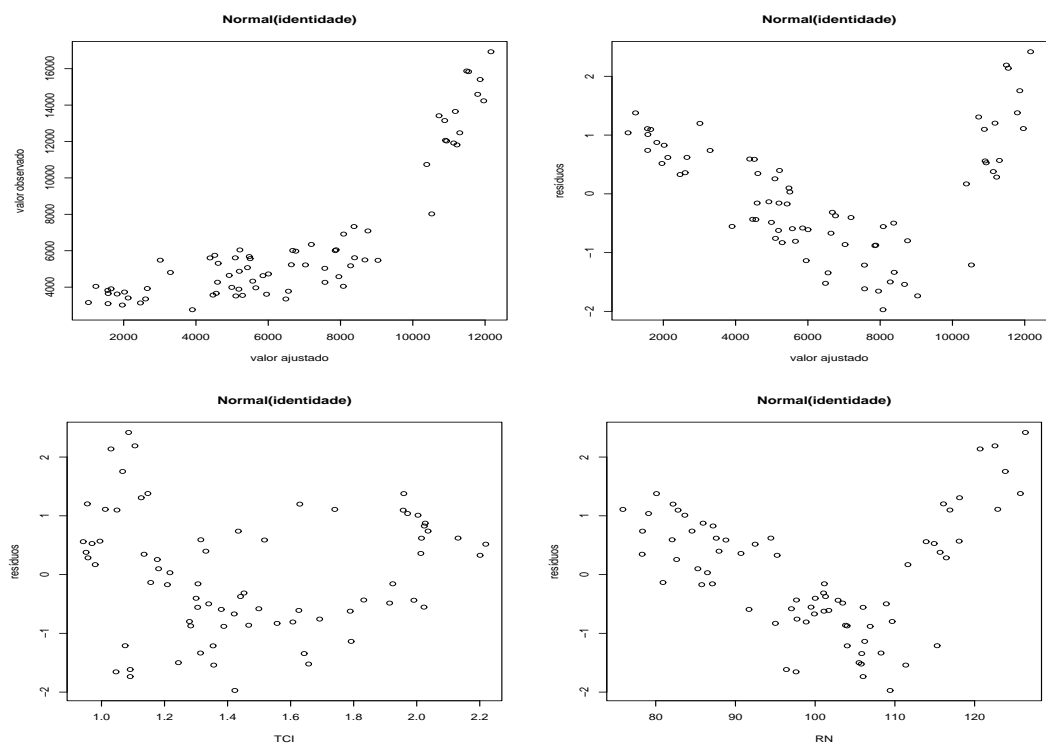 Normal(identidade)
valor observado
16000
14000
12000
10000
8000
6000
4000
2000 4000 6000 8000 10000 12000
valor ajustado
Normal(identidade)
resíduos
2
1
0
-1
-2
2000 4000 6000 8000 10000 12000
valor ajustado
Normal(identidade)
resíduos
2
1
0
-1
-2
1.0 1.2 1.4 1.6 1.8 2.0 2.2
TCI
Normal(identidade)
resíduos
2
1
0
-1
-2
80 90 100 110 120
RN